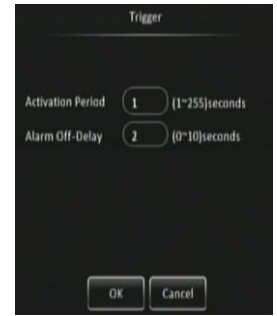 Trigger
Activation Period 1 (1~255)seconds
Alarm Off-Delay 2 (0~10)seconds
OK Cancel